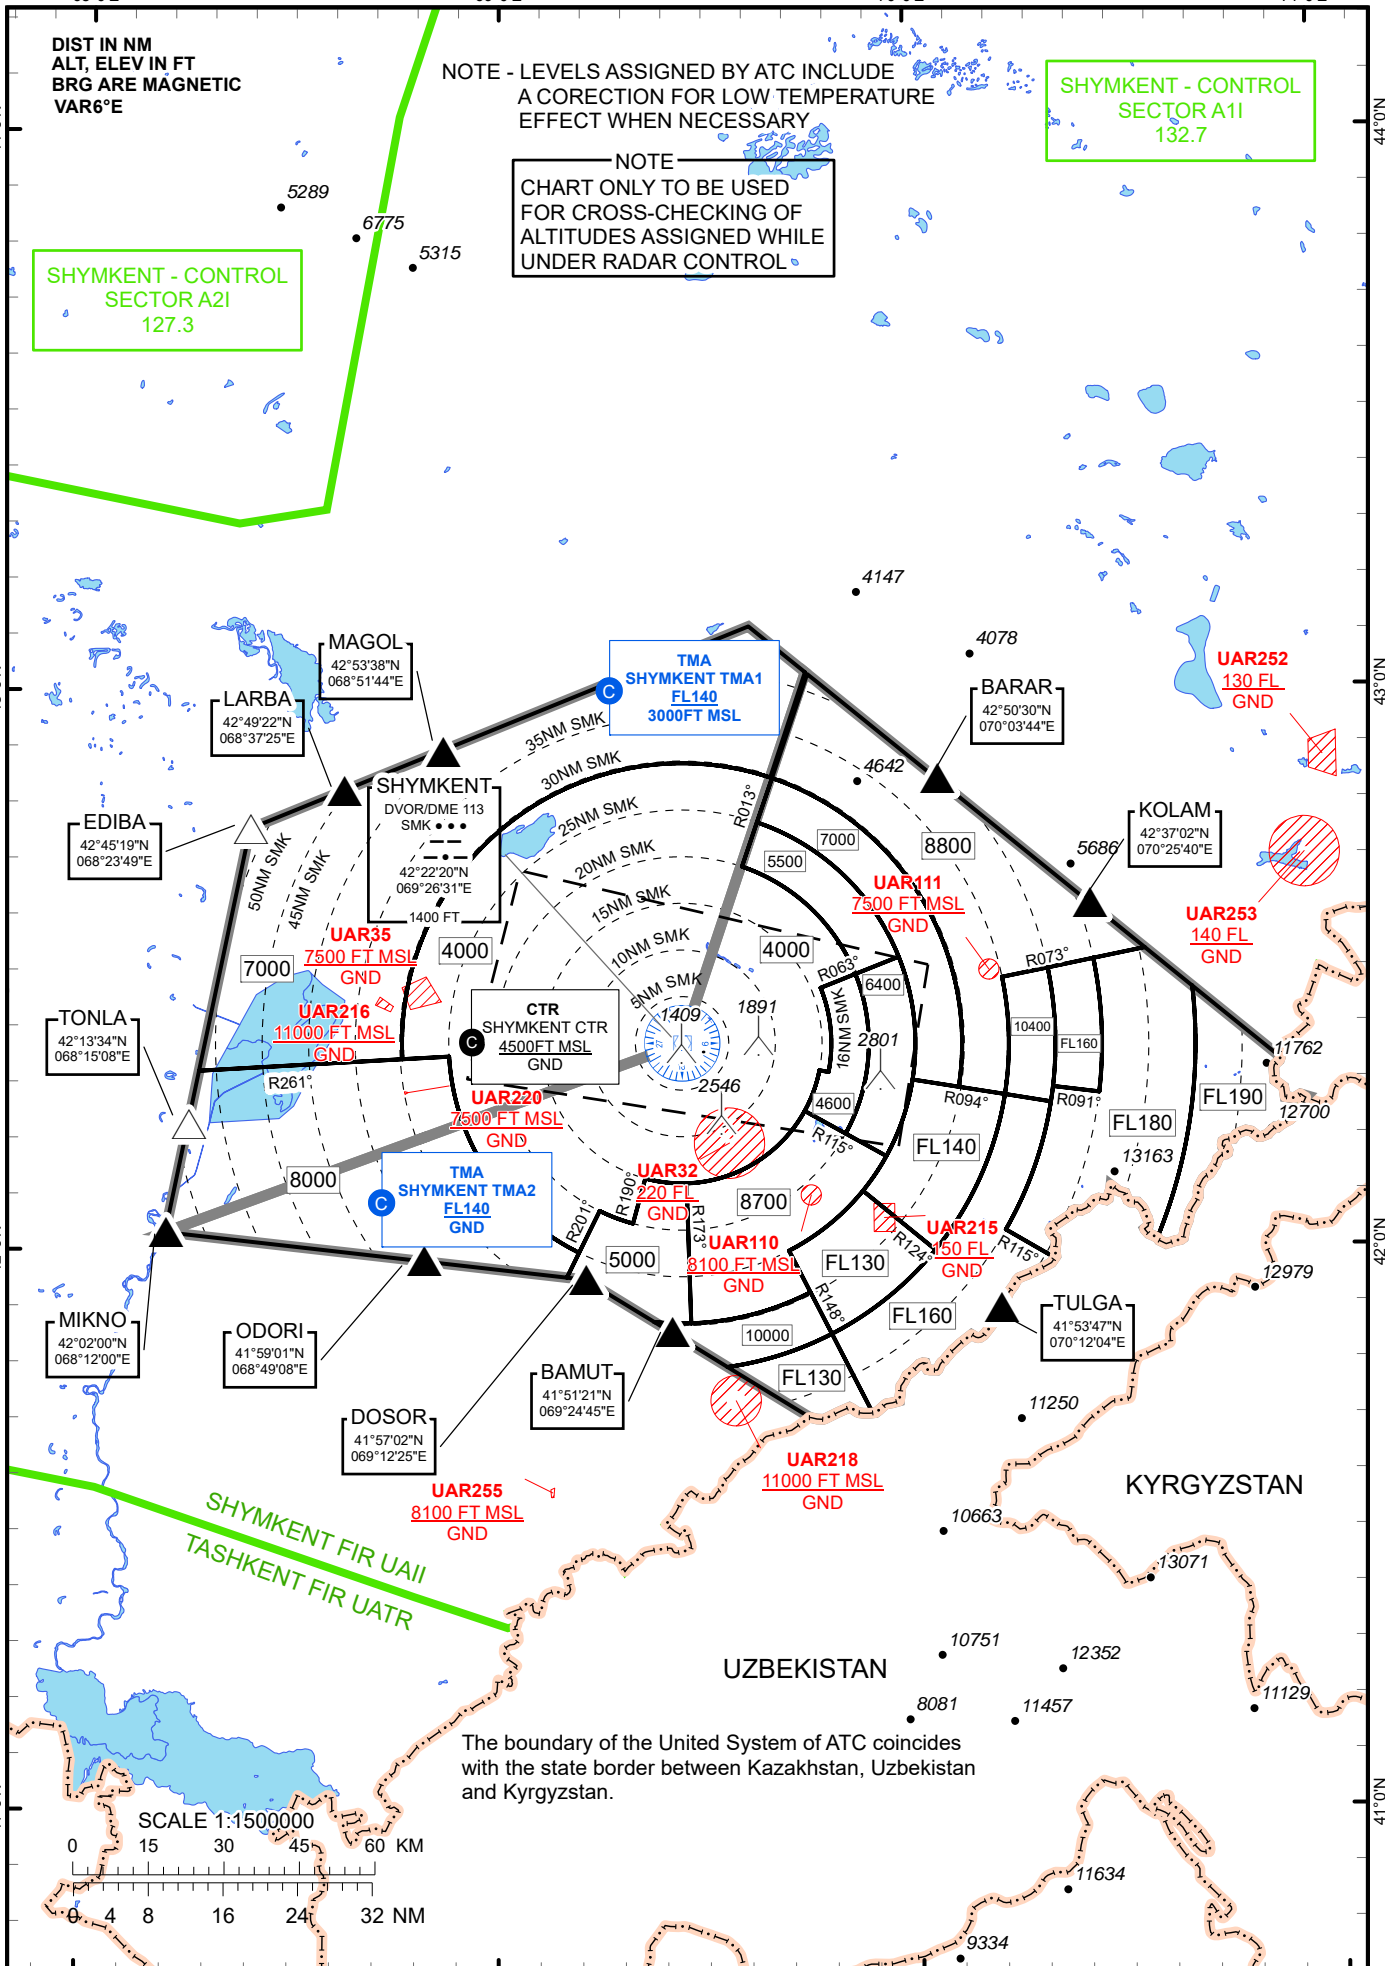 DIST IN NM
ALT, ELEV IN FT
BRG ARE MAGNETIC
VAR6°E
NOTE - LEVELS ASSIGNED BY ATC INCLUDE
A CORECTION FOR LOW TEMPERATURE
EFFECT WHEN NECESSARY
SHYMKENT - CONTROL
SECTOR A1I
132.7
44°0'N
NOTE
CHART ONLY TO BE USED
FOR CROSS-CHECKING OF
ALTITUDES ASSIGNED WHILE
UNDER RADAR CONTROL
5289
6775
5315
SHYMKENT - CONTROL
SECTOR A2I
127.3
4147
4078
MAGOL
42°53'38"N
068°51'44"E
TMA
SHYMKENT TMA1
FL140
3000FT MSL
C
UAR252
130 FL
GND
43°0'N
LARBA
42°49'22"N
068°37'25"E
BARAR
42°50'30"N
070°03'44"E
35NM SMK
30NM SMK
25NM SMK
20NM SMK
15NM SMK
10NM SMK
5NM SMK
4642
SHYMKENT
DVOR/DME 113
SMK
42°22'20"N
069°26'31"E
1400 FT
R013°
EDIBA
42°45'19"N
068°23'49"E
KOLAM
42°37'02"N
070°25'40"E
50NM SMK
45NM SMK
7000
5500
8800
5686
UAR111
7500 FT MSL
GND
UAR253
140 FL
GND
UAR35
7500 FT MSL
GND
4000
4000
7000
R063°
R073°
6400
UAR216
11000 FT MSL
GND
TONLA
42°13'34"N
068°15'08"E
CTR
SHYMKENT CTR
4500FT MSL
GND
C
1409
1891
16NM SMK
2801
10400
FL160
11762
R261°
2546
UAR220
7500 FT MSL
GND
4600
R094°
R091°
FL190
12700
FL180
R115°
FL140
13163
8000
TMA
SHYMKENT TMA2
FL140
GND
C
R190°
R201°
UAR32
220 FL
GND
R173°
8700
UAR215
150 FL
GND
R124°
R115°
42°0'N
5000
UAR110
8100 FT MSL
GND
FL130
12979
MIKNO
42°02'00"N
068°12'00"E
ODORI
41°59'01"N
068°49'08"E
R148°
FL160
TULGA
41°53'47"N
070°12'04"E
10000
BAMUT
41°51'21"N
069°24'45"E
FL130
DOSOR
41°57'02"N
069°12'25"E
11250
UAR218
11000 FT MSL
GND
UAR255
8100 FT MSL
GND
KYRGYZSTAN
SHYMKENT FIR UAII
TASHKENT FIR UATR
10663
13071
10751
12352
UZBEKISTAN
8081
11457
11129
The boundary of the United System of ATC coincides
with the state border between Kazakhstan, Uzbekistan
and Kyrgyzstan.
41°0'N
SCALE 1:1500000
0 15 30 45 60 KM
0 4 8 16 24 32 NM
11634
9334